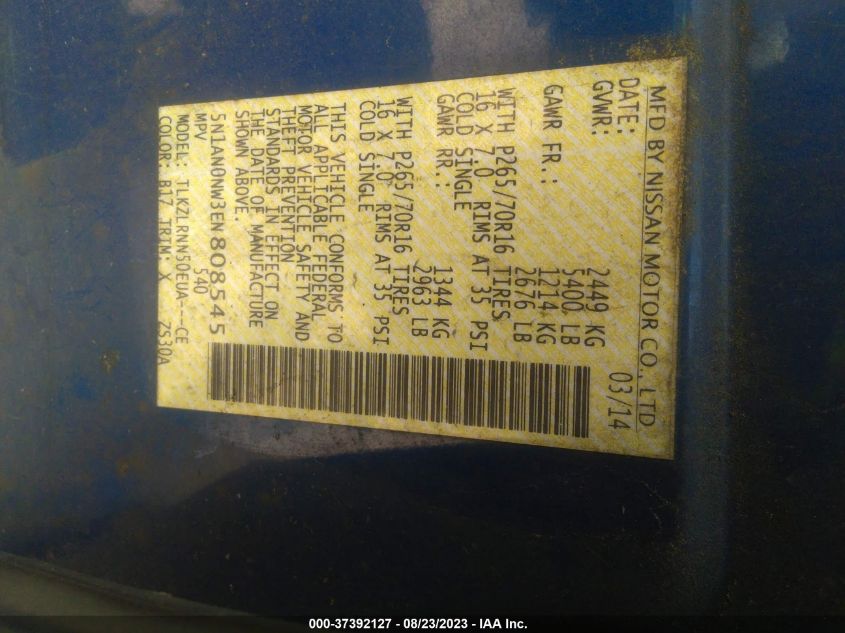 MFD BY NISSAN MOTOR CO., LTD
DATE: 03/14
GVWR: 2449 KG
5400 LB
GAWR FR.: 1214 KG
2676 LB
WITH P265/70R16 TIRES
16 X 7.0 RIMS AT 35 PSI
COLD SINGLE
GAWR RR.: 1344 KG
2963 LB
WITH P265/70R16 TIRES
16 X 7.0 RIMS AT 35 PSI
COLD SINGLE
THIS VEHICLE CONFORMS TO
ALL APPLICABLE FEDERAL
MOTOR VEHICLE SAFETY AND
THEFT PREVENTION
STANDARDS IN EFFECT ON
THE DATE OF MANUFACTURE
SHOWN ABOVE.
5N1AN0NW3EN808545
MPV 540
MODEL: TLKZLRNN50EUA--CE
COLOR: B17 TRIM: X 2830A
000-37392127 - 08/23/2023 - IAA Inc.